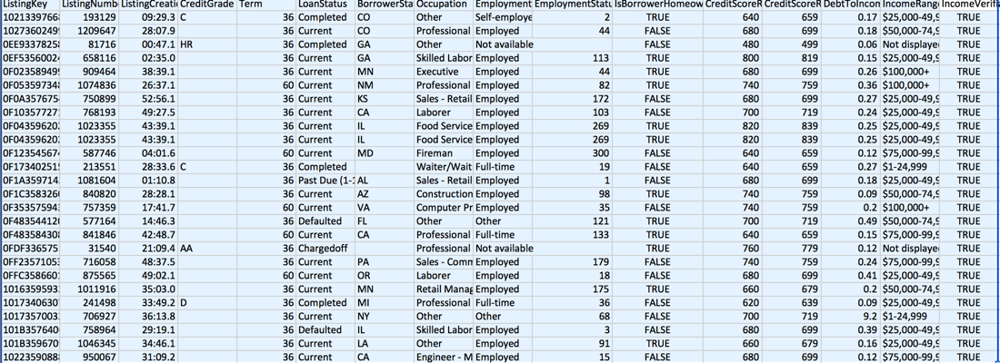 ListingKey ListingNumb ListingCreati CreditGrade Term LoanStatus BorrowerSta Occupation Employment EmploymentStatu IsBorrowerHomeow CreditScoreR CreditScoreR DebtToIncon IncomeRang IncomeVerifi
1021397668 193129 09:29.3 C 36 Completed CO Other Self-employe 2 TRUE 640 659 0.17 $25,000-49,9 TRUE
10273602499 1209647 28:07.9 36 Current CO Professional Employed 44 FALSE 680 699 0.18 $50,000-74,9 TRUE
0EE9337825 81716 00:47.1 HR 36 Completed GA Other Not available FALSE 480 499 0.06 Not displaye TRUE
0EF5356002 658116 02:35.0 36 Current GA Skilled Labor Employed 113 TRUE 800 819 0.15 $25,000-49,9 TRUE
0F02358949 909464 38:39.1 36 Current MN Executive Employed 44 TRUE 680 699 0.26 $100,000+ TRUE
0F05359734 1074836 26:37.1 60 Current NM Professional Employed 82 TRUE 740 759 0.36 $100,000+ TRUE
0F0A357675 750899 52:56.1 36 Current KS Sales - Retail Employed 172 FALSE 680 699 0.27 $25,000-49,9 TRUE
0F10357727 768193 49:27.5 36 Current CA Laborer Employed 103 FALSE 700 719 0.24 $25,000-49,9 TRUE
0F04359620 1023355 43:39.1 36 Current IL Food Service Employed 269 TRUE 820 839 0.25 $25,000-49,9 TRUE
0F04359620 1023355 43:39.1 36 Current IL Food Service Employed 269 TRUE 820 839 0.25 $25,000-49,9 TRUE
0F12354567 587746 04:01.6 60 Current MD Fireman Employed 300 FALSE 640 659 0.12 $75,000-99,9 TRUE
0F17340251 213551 28:33.6 C 36 Completed Waiter/Wait Full-time 19 FALSE 640 659 0.27 $1-24,999 TRUE
0F1A359714 1081604 01:10.8 36 Past Due (1-1 AL Sales - Retail Employed 1 FALSE 680 699 0.18 $25,000-49,9 TRUE
0F1C358326 840820 28:28.1 36 Current AZ Construction Employed 98 TRUE 740 759 0.09 $50,000-74,9 TRUE
0F35357594 757359 17:41.7 60 Current VA Computer Pr Employed 35 FALSE 740 759 0.2 $100,000+ TRUE
0F48354412 577164 14:46.3 36 Defaulted FL Other Other 121 TRUE 700 719 0.49 $50,000-74,9 TRUE
0F48358430 841846 42:48.7 60 Current CA Professional Full-time 133 TRUE 640 659 0.15 $75,000-99,9 TRUE
0FDF336575 31540 21:09.4 AA 36 Chargedoff Professional Not available TRUE 760 779 0.12 Not displaye TRUE
0FF2357105 716058 48:37.5 36 Current PA Sales - Comm Employed 179 FALSE 740 759 0.24 $75,000-99,9 TRUE
0FFC358660 875565 49:02.1 60 Current OR Laborer Employed 18 FALSE 680 699 0.41 $25,000-49,9 TRUE
1016359593 1011916 35:03.0 36 Current MN Retail Manag Employed 175 TRUE 660 679 0.2 $50,000-74,9 TRUE
1017340630 241498 33:49.2 D 36 Completed MI Professional Full-time 36 FALSE 620 639 0.09 $25,000-49,9 TRUE
1017357003 706927 36:13.8 36 Current NY Other Other 68 FALSE 700 719 9.2 $1-24,999 TRUE
101B357640 758964 29:19.1 36 Defaulted IL Skilled Labor Employed 3 FALSE 680 699 0.39 $25,000-49,9 TRUE
101B359670 1046345 34:46.1 36 Current LA Other Employed 91 TRUE 660 679 0.16 $25,000-49,9 TRUE
1022359088 950067 31:09.2 36 Current CA Engineer - M Employed 15 FALSE 680 699 0.12 $75,000-99,9 TRUE